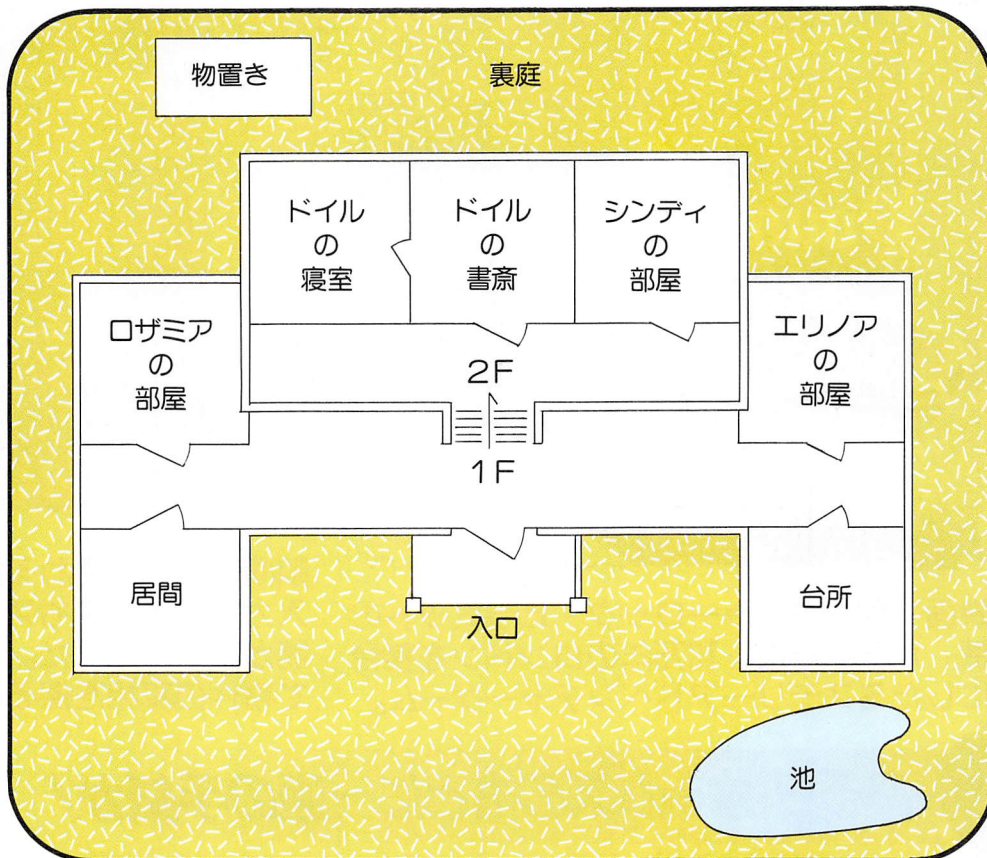 物置き
裏庭
ドイル
の
寝室
ドイル
の
書斎
シンディ
の
部屋
ロザミア
の
部屋
エリノア
の
部屋
2F
1F
居間
台所
入口
池